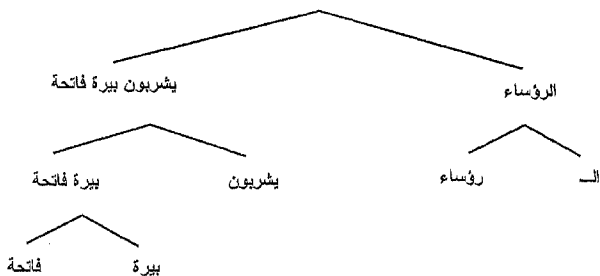 الرؤساء يشربون بيرة فاتحة
الـ رؤساء يشربون بيرة فاتحة
بيرة فاتحة